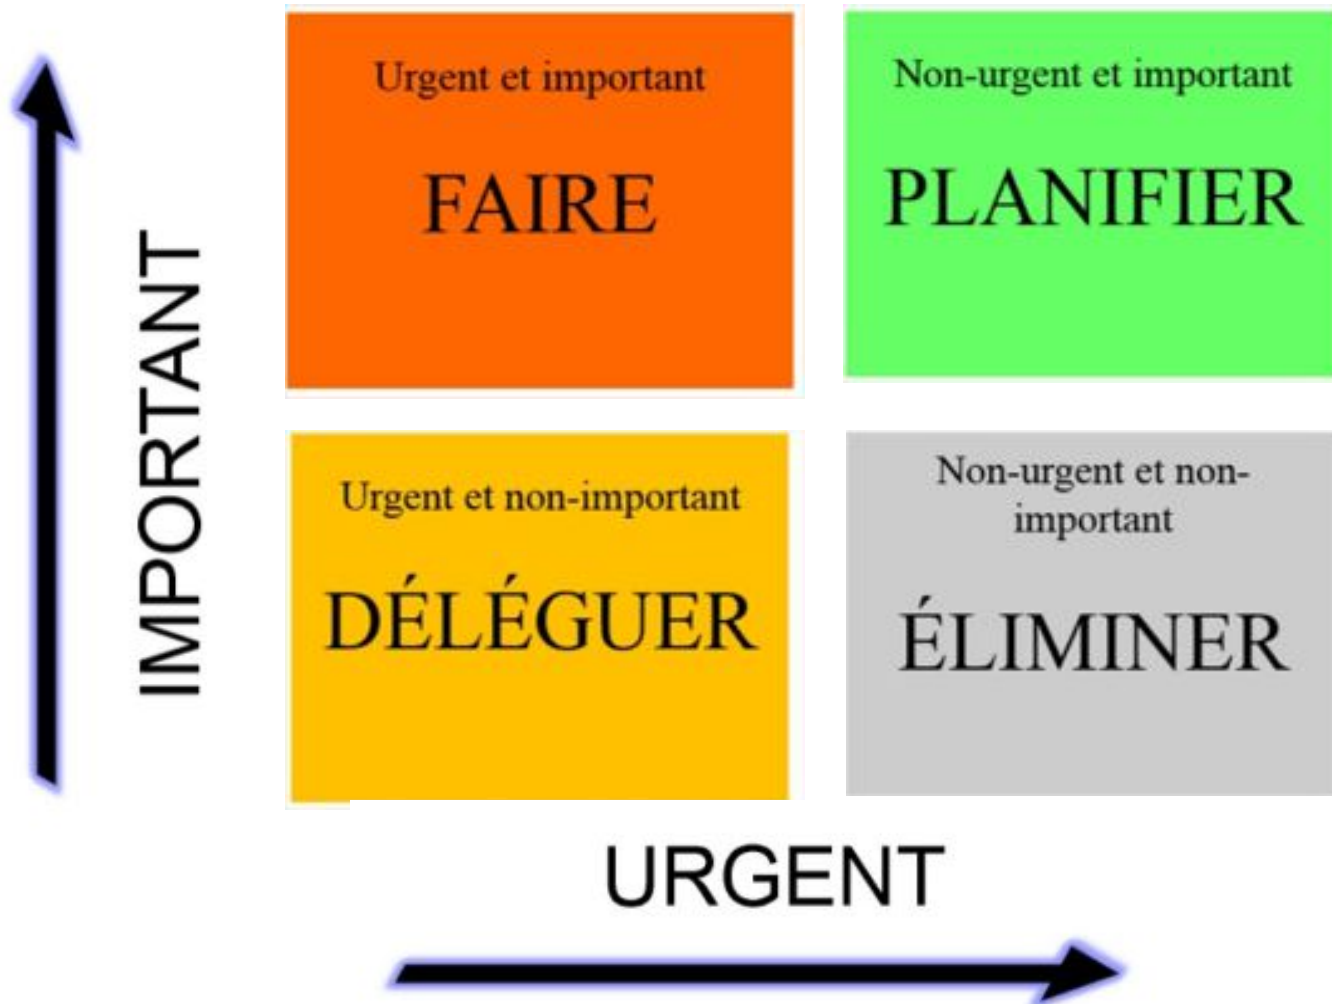 Urgent et important
FAIRE
Non-urgent et important
PLANIFIER
IMPORTANT
Urgent et non-important
DÉLÉGUER
Non-urgent et non-
important
ÉLIMINER
URGENT